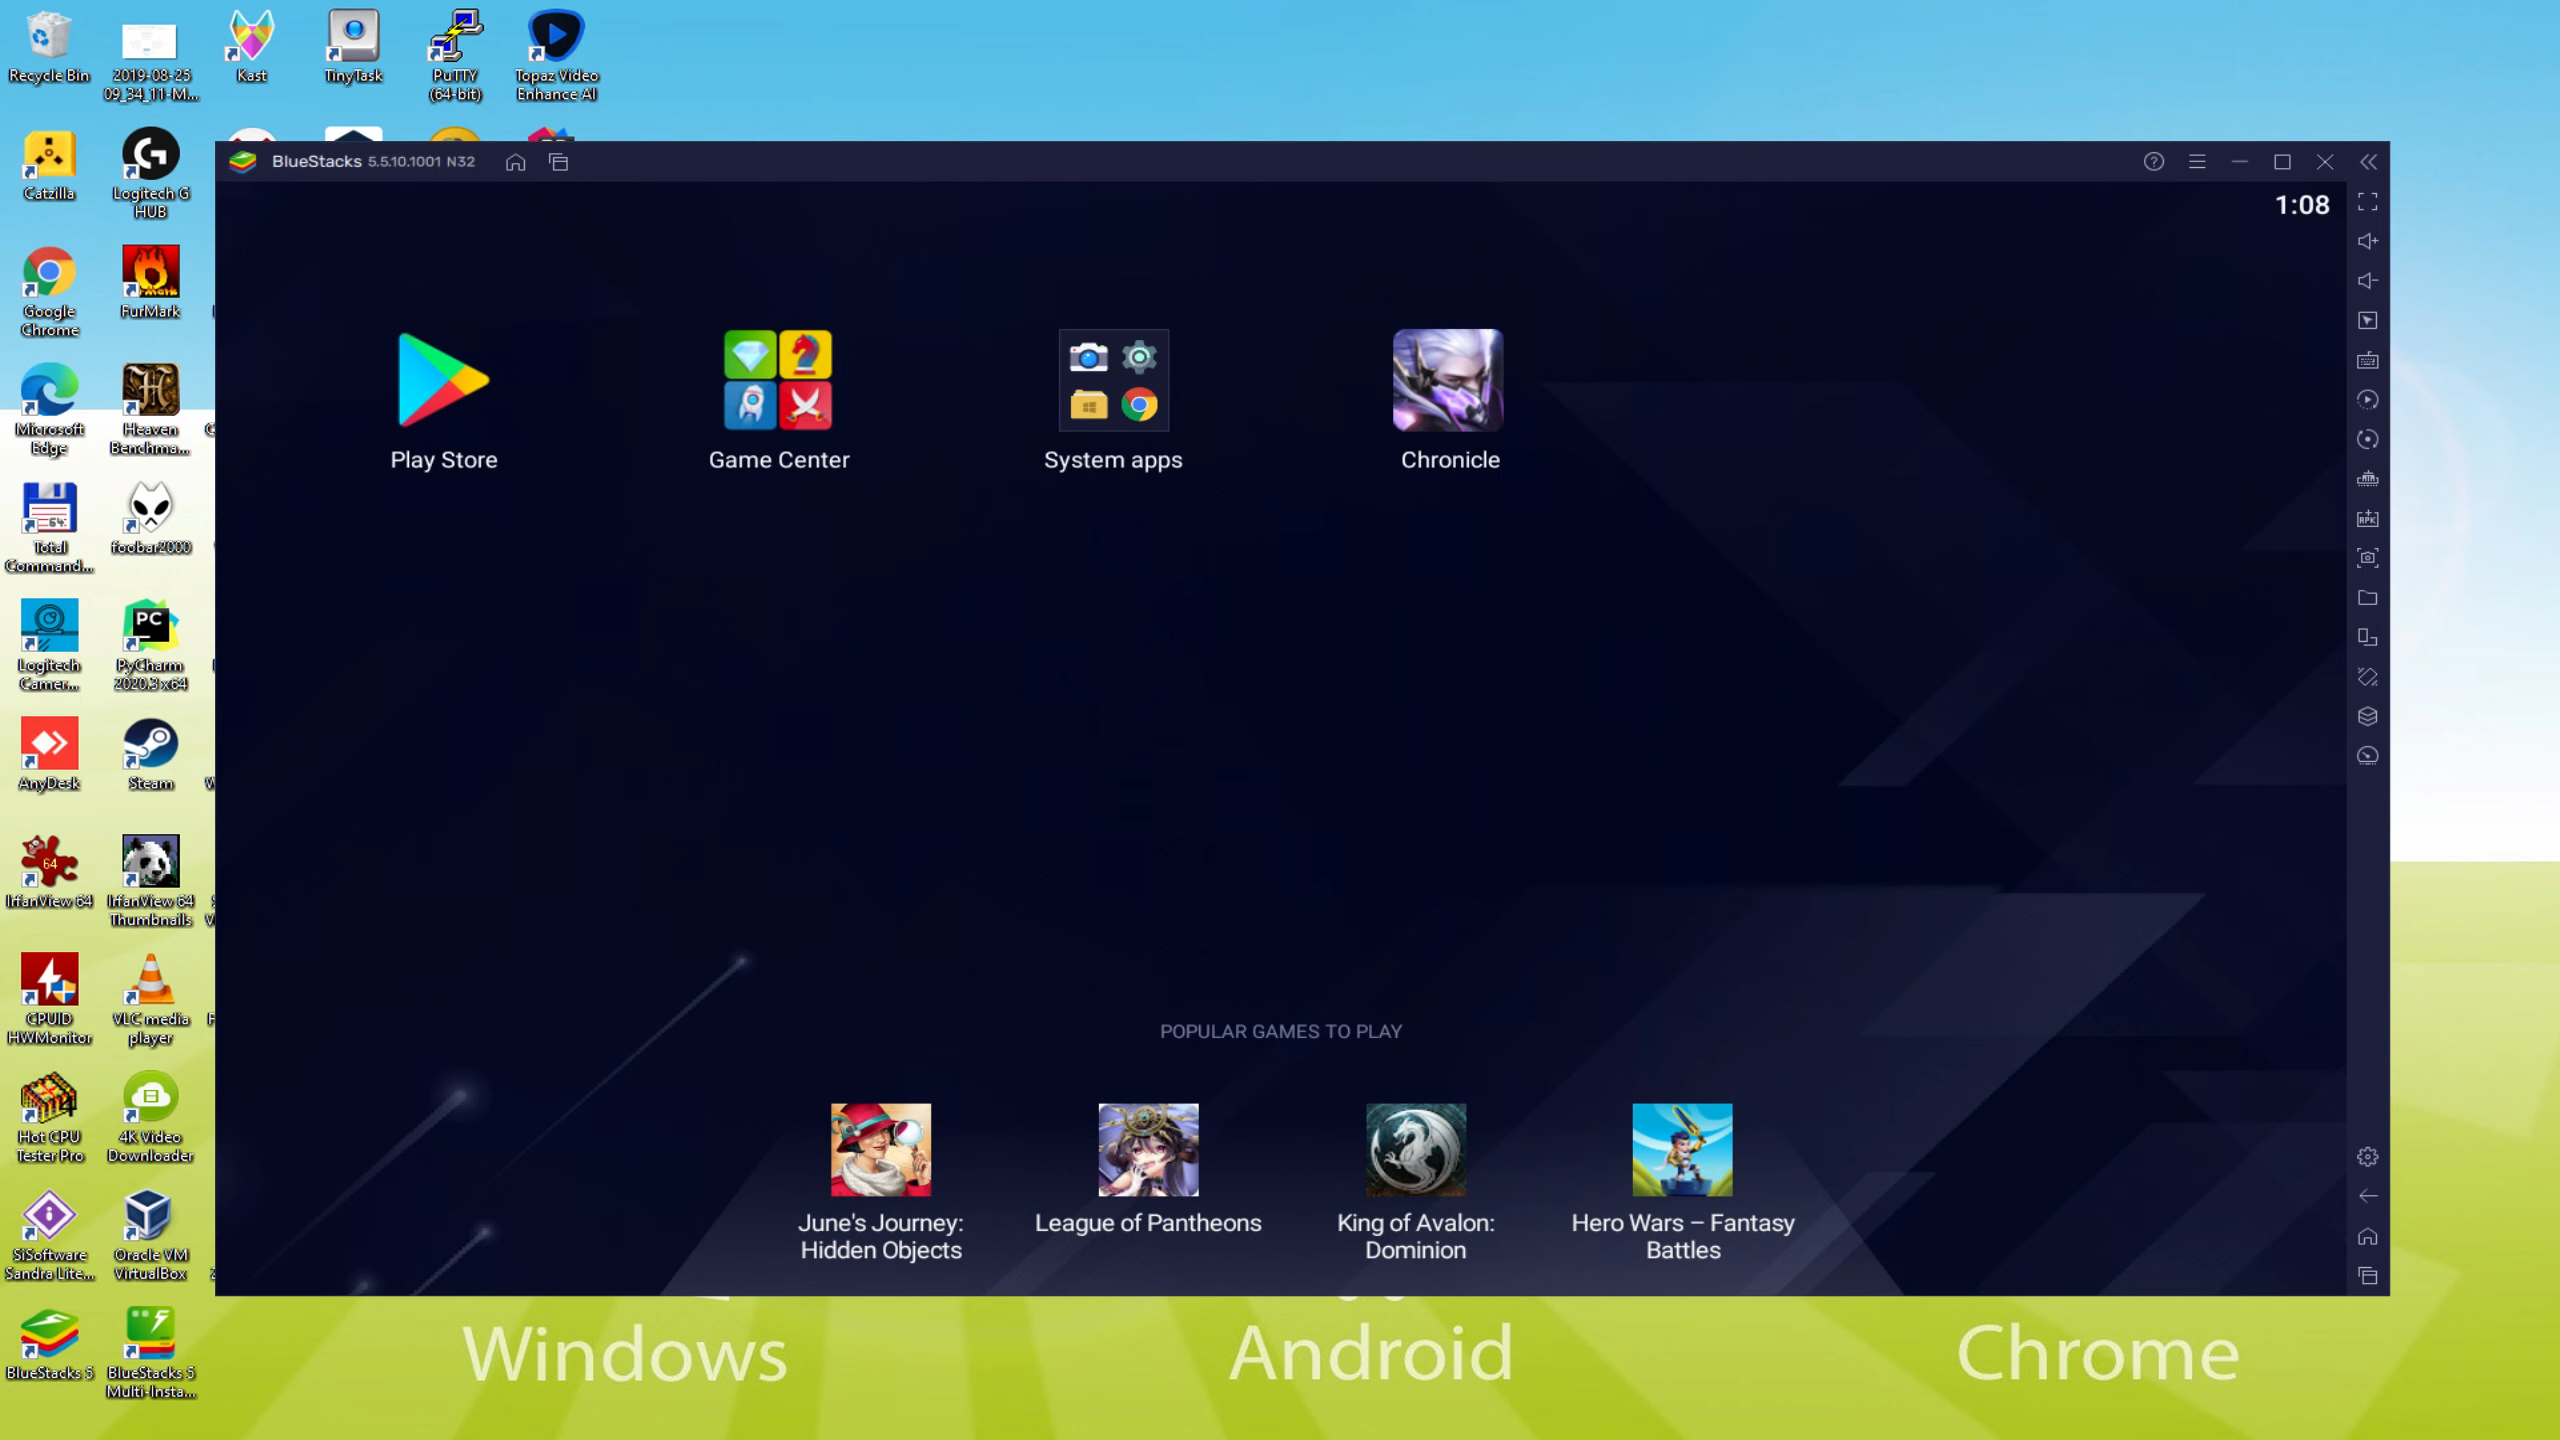 Recycle Bin
2019-08-25
09_34_11-M...
Kast
TinyTask
PuTTY
(64-bit)
Topaz Video
Enhance AI
Catzilla
Logitech G
HUB
BlueStacks 5.5.10.1001 N32
1:08
Google
Chrome
FurMark
Play Store
Game Center
System apps
Chronicle
Microsoft
Edge
Heaven
Benchma...
64
Total
Command...
foobar2000
APK
Logitech
Camer...
PC
PyCharm
2020.3 x64
AnyDesk
Steam
64
IrfanView 64
IrfanView 64
Thumbnails
CPUID
HWMonitor
VLC media
player
POPULAR GAMES TO PLAY
4
Hot CPU
Tester Pro
4K Video
Downloader
June's Journey:
Hidden Objects
League of Pantheons
King of Avalon:
Dominion
Hero Wars – Fantasy
Battles
SiSoftware
Sandra Lite...
Oracle VM
VirtualBox
BlueStacks 5
BlueStacks 5
Multi-Insta...
Windows
Android
Chrome